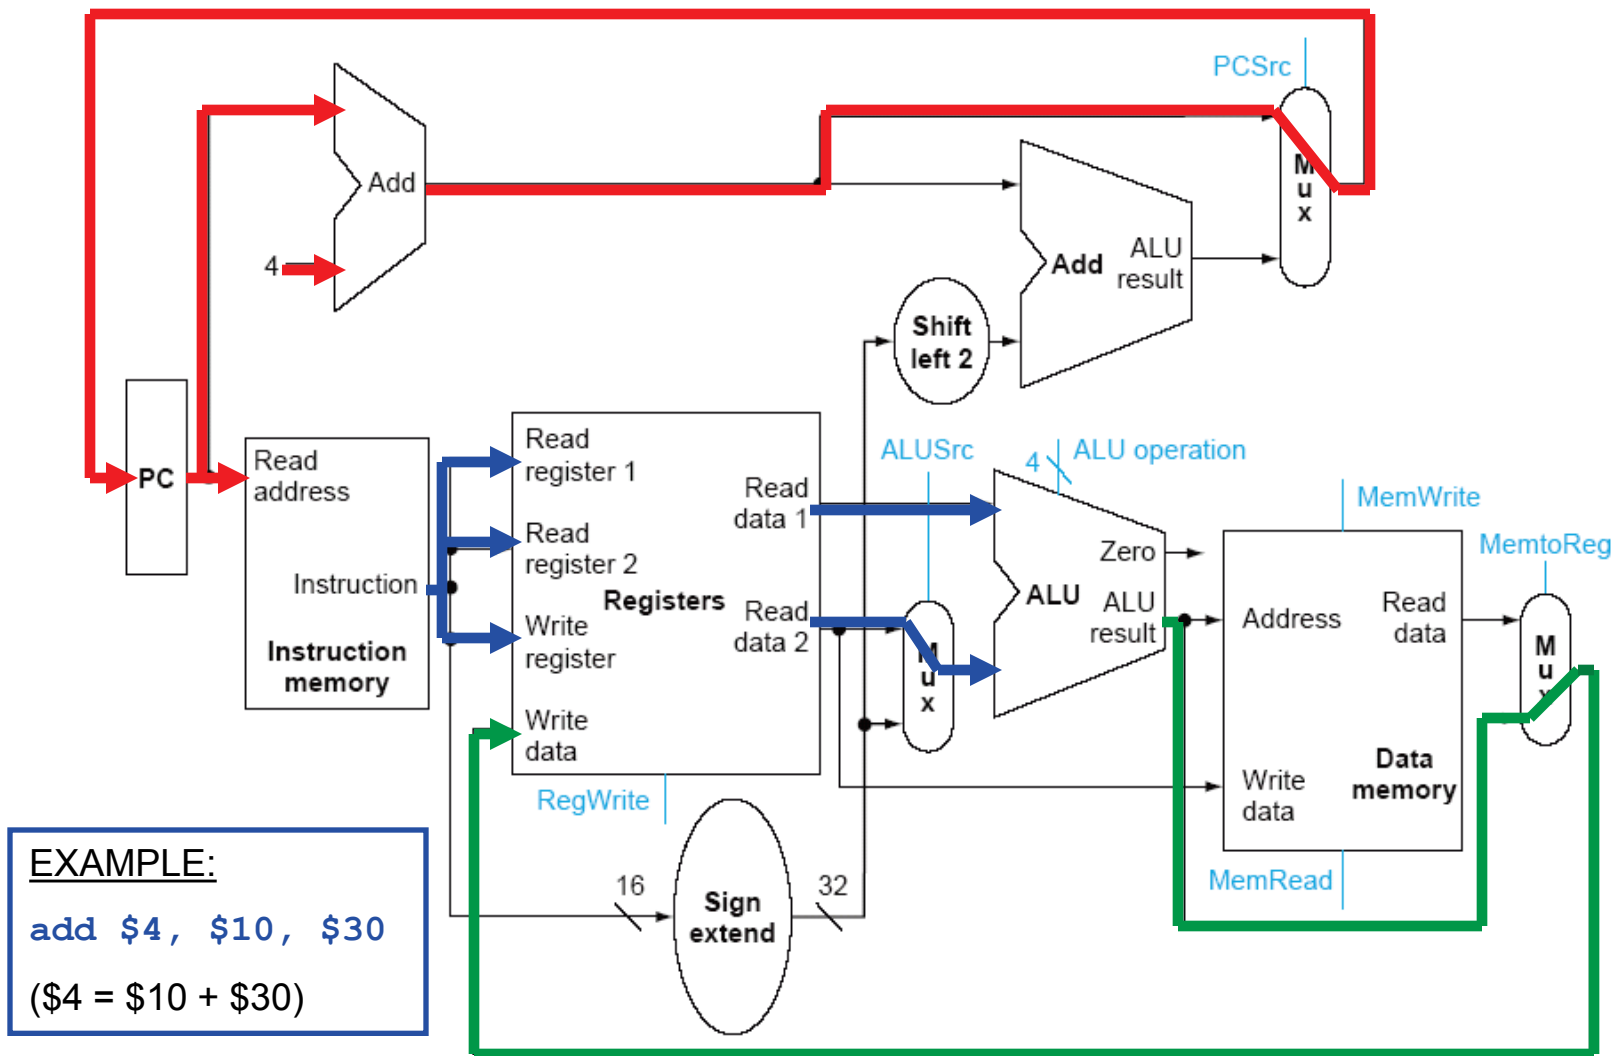 PCSrc
Add
M
u
x
4
Add
ALU
result
Shift
left 2
PC
Read
address
Instruction
Instruction
memory
Read
register 1
Read
register 2
Write
register
Write
data
Registers
Read
data 1
Read
data 2
RegWrite
ALUSrc
M
u
x
4
ALU operation
Zero
ALU
ALU
result
MemWrite
Address
Read
data
Write
data
Data
memory
MemRead
MemtoReg
M
u
x
16
Sign
extend
32
EXAMPLE:
add $4, $10, $30
($4 = $10 + $30)